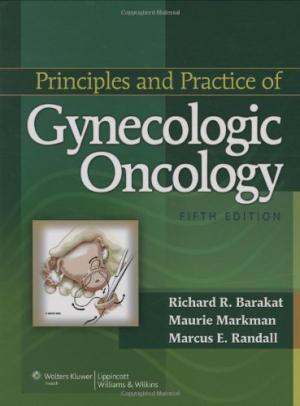 Principles and Practice of
Gynecologic
Oncology
FIFTH EDITION
Richard R. Barakat
Maurie Markman
Marcus E. Randall
Wolters Kluwer
Health
Lippincott
Williams & Wilkins